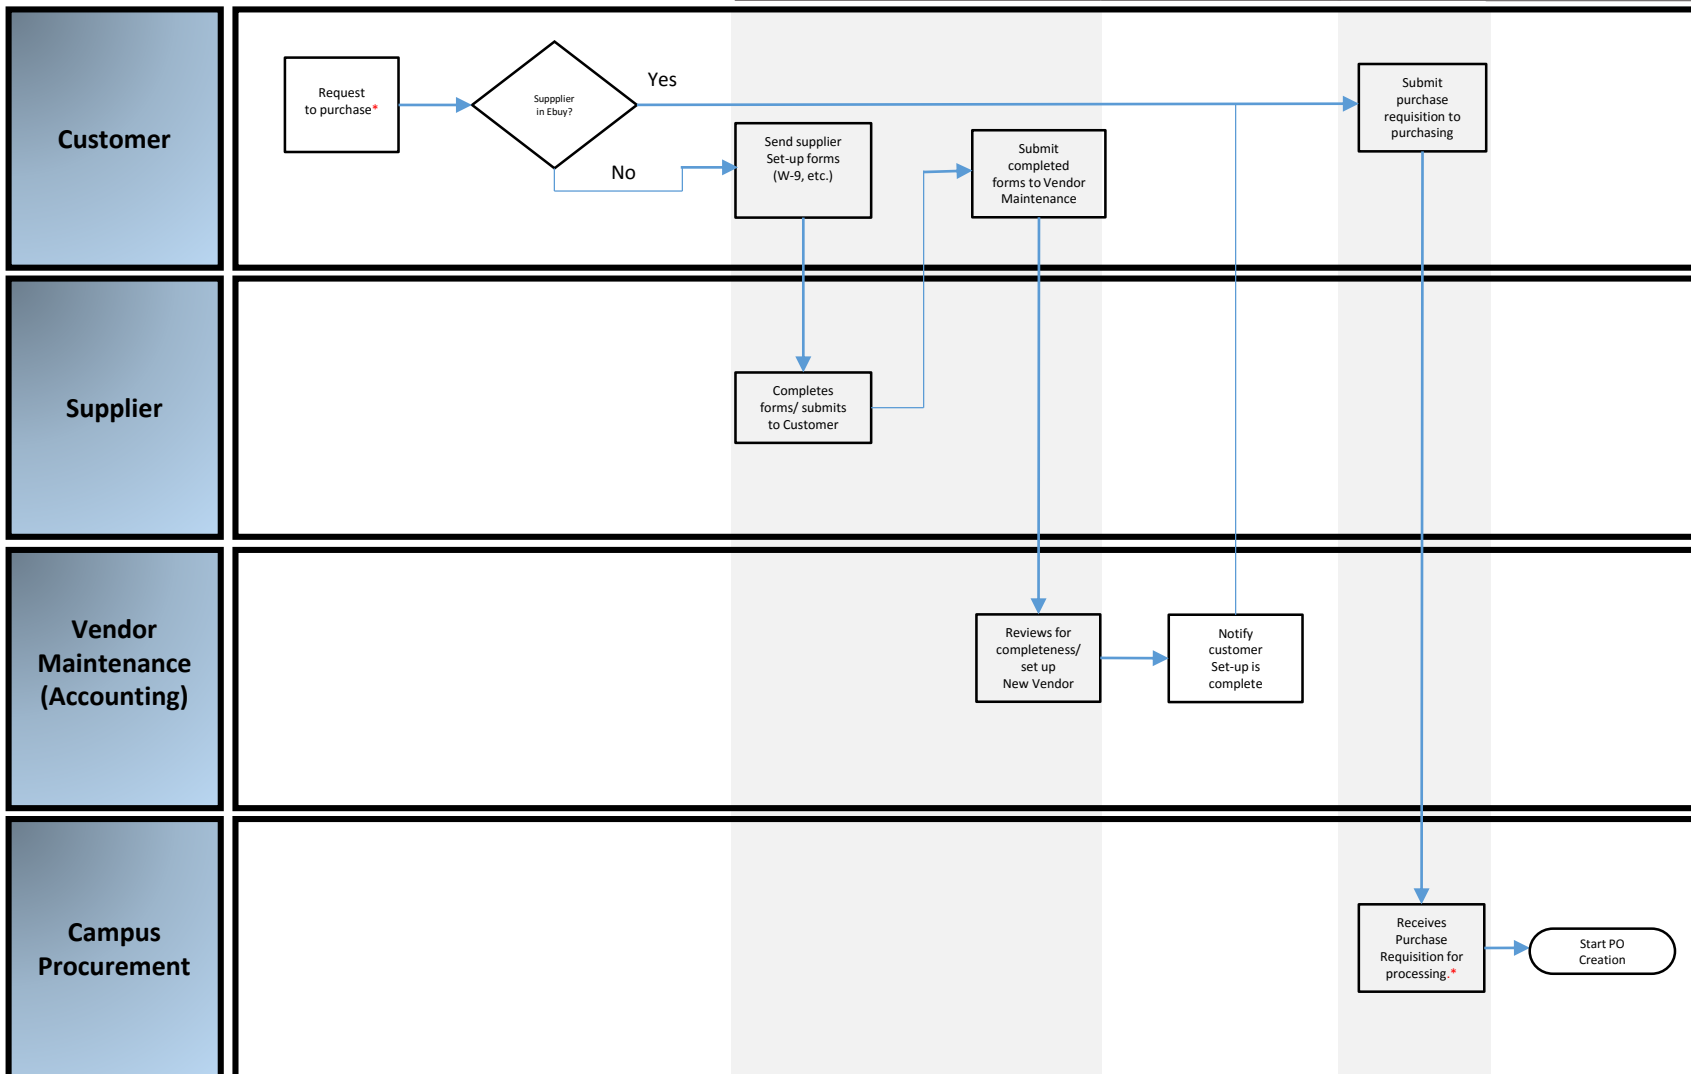 Customer
Request
to purchase*
Suppplier
in Ebuy?
Yes
No
Send supplier
Set-up forms
(W-9, etc.)
Submit
completed
forms to Vendor
Maintenance
Submit
purchase
requisition to
purchasing
Supplier
Completes
forms/ submits
to Customer
Vendor
Maintenance
(Accounting)
Reviews for
completeness/
set up
New Vendor
Notify
customer
Set-up is
complete
Campus
Procurement
Receives
Purchase
Requisition for
processing.*
Start PO
Creation